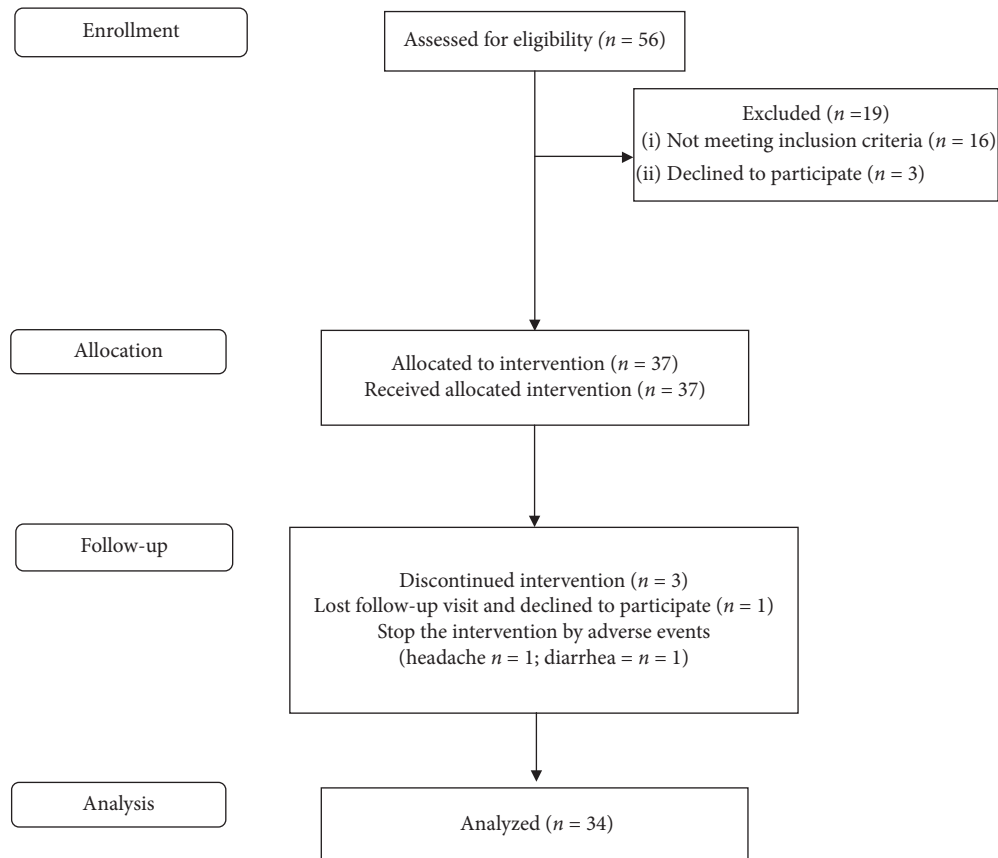 Enrollment
Assessed for eligibility (n = 56)
Excluded (n =19)
(i) Not meeting inclusion criteria (n = 16)
(ii) Declined to participate (n = 3)
Allocation
Allocated to intervention (n = 37)
Received allocated intervention (n = 37)
Follow-up
Discontinued intervention (n = 3)
Lost follow-up visit and declined to participate (n = 1)
Stop the intervention by adverse events
(headache n = 1; diarrhea = n = 1)
Analysis
Analyzed (n = 34)